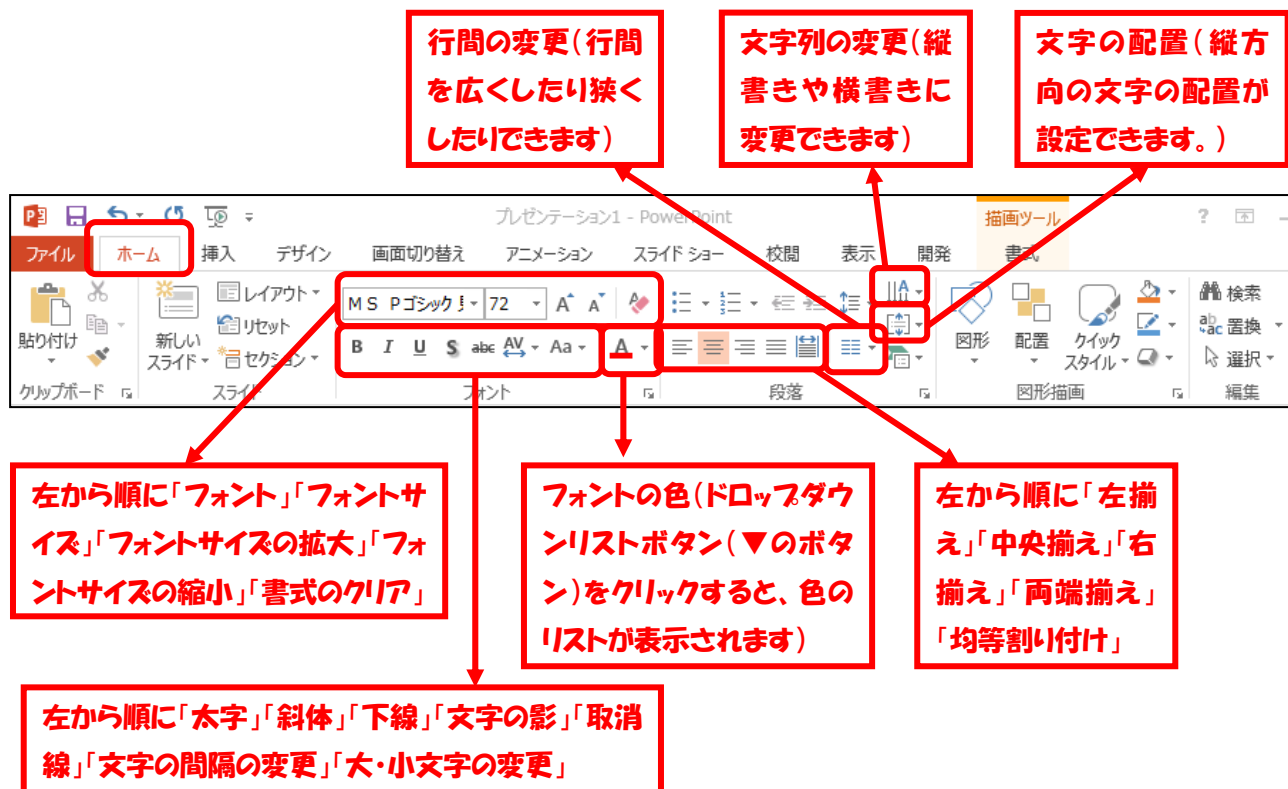 行間の変更(行間
を広くしたり狭く
したりできます)
文字列の変更(縦
書きや横書きに
変更できます)
文字の配置(縦方
向の文字の配置が
設定できます。)
プレゼンテーション1 - PowerPoint
描画ツール
ファイル ホーム 挿入 デザイン 画面切り替え アニメーション スライド ショー 校閲 表示 開発 書式
貼り付け
新しい
スライド
レイアウト
リセット
セクション
MS Pゴシック 72 A A
B I U S abc AV Aa A
図形
配置
クイック
スタイル
検索
置換
選択
クリップボード スライド フォント 段落 図形描画 編集
左から順に「フォント」「フォントサ
イズ」「フォントサイズの拡大」「フォ
ントサイズの縮小」「書式のクリア」
フォントの色(ドロップダウ
ンリストボタン(▼のボタ
ン)をクリックすると、色の
リストが表示されます)
左から順に「左揃
え」「中央揃え」「右
揃え」「両端揃え」
「均等割り付け」
左から順に「太字」「斜体」「下線」「文字の影」「取消
線」「文字の間隔の変更」「大・小文字の変更」